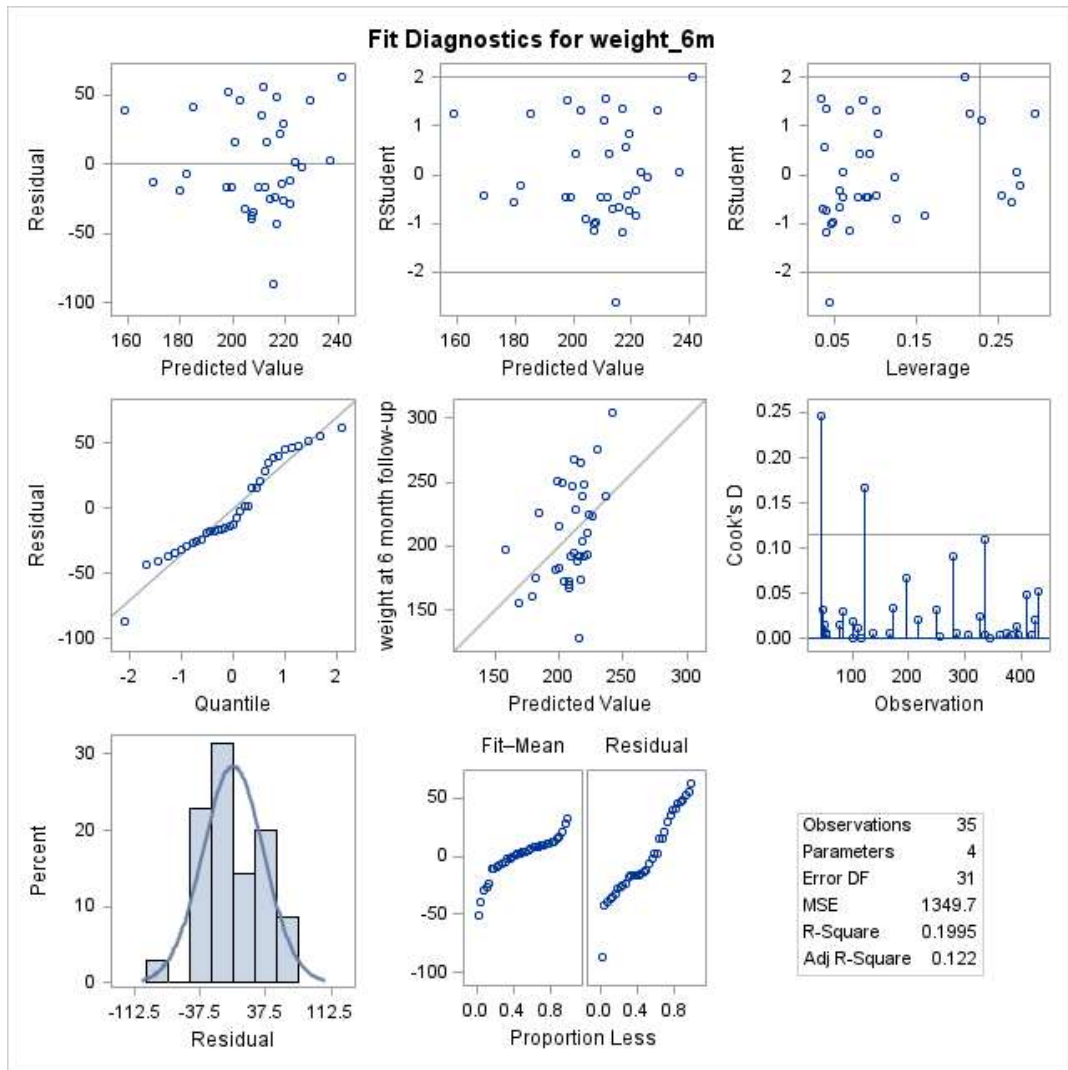 Fit Diagnostics for weight_6m
Residual
50
0
-50
-100
160 180 200 220 240
Predicted Value
RStudent
2
1
0
-1
-2
160 180 200 220 240
Predicted Value
RStudent
2
1
0
-1
-2
0.05 0.15 0.25
Leverage
Residual
50
0
-50
-100
-2 -1 0 1 2
Quantile
weight at 6 month follow-up
300
250
200
150
150 200 250 300
Predicted Value
Cook's D
0.25
0.20
0.15
0.10
0.05
0.00
100 200 300 400
Observation
Percent
30
20
10
0
-112.5 -37.5 37.5 112.5
Residual
Fit–Mean Residual
50
0
-50
-100
0.0 0.4 0.8 0.0 0.4 0.8
Proportion Less
Observations 35
Parameters 4
Error DF 31
MSE 1349.7
R-Square 0.1995
Adj R-Square 0.122